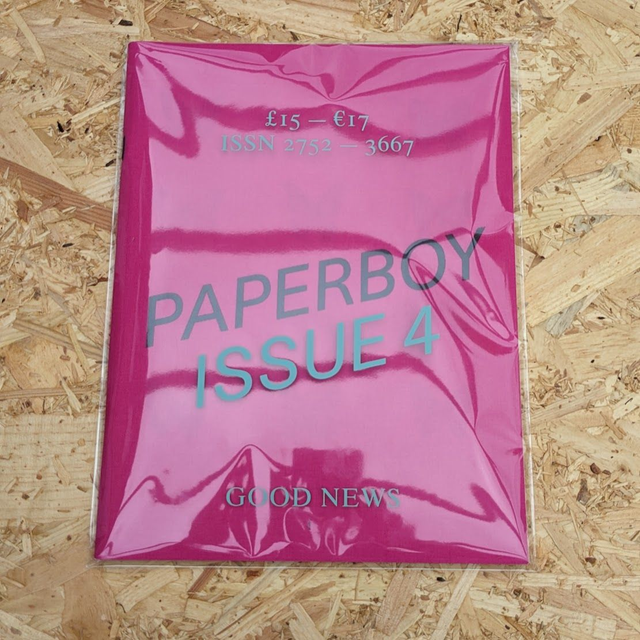 £15 — €17
ISSN 2752 — 3667
PAPERBOY
ISSUE 4
GOOD NEWS